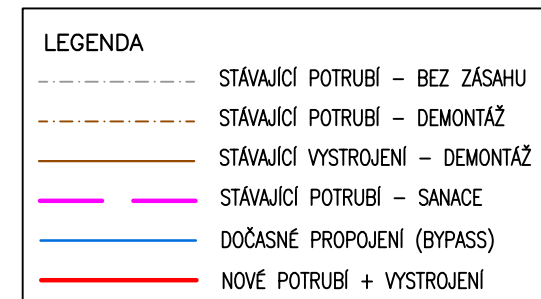 LEGENDA
STÁVAJÍCÍ POTRUBÍ – BEZ ZÁSAHU
STÁVAJÍCÍ POTRUBÍ – DEMONTÁŽ
STÁVAJÍCÍ VYSTROJENÍ – DEMONTÁŽ
STÁVAJÍCÍ POTRUBÍ – SANACE
DOČASNÉ PROPOJENÍ (BYPASS)
NOVÉ POTRUBÍ + VYSTROJENÍ